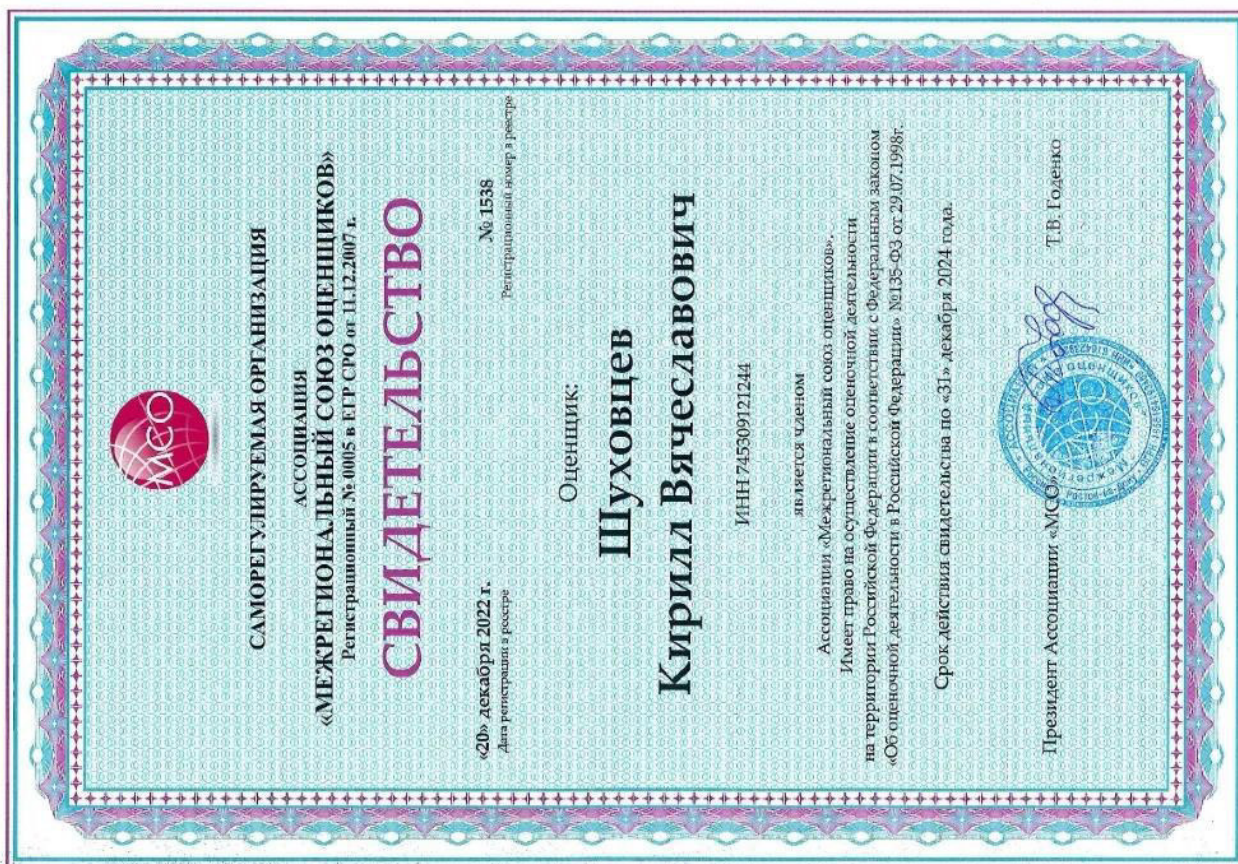 МСО
САМОРЕГУЛИРУЕМАЯ ОРГАНИЗАЦИЯ
АССОЦИАЦИЯ
«МЕЖРЕГИОНАЛЬНЫЙ СОЮЗ ОЦЕНЩИКОВ»
Регистрационный № 0005 в ЕГР СРО от 11.12.2007 г.
СВИДЕТЕЛЬСТВО
«20» декабря 2022 г.
Дата регистрации в реестре
№ 1538
Регистрационный номер в реестре
Оценщик:
Шуховцев
Кирилл Вячеславович
ИНН 745309121244
является членом
Ассоциации «Межрегиональный союз оценщиков».
Имеет право на осуществление оценочной деятельности
на территории Российской Федерации в соответствии с Федеральным законом
«Об оценочной деятельности в Российской Федерации» №135-ФЗ от 29.07.1998г.
Срок действия свидетельства по «31» декабря 2024 года.
Президент Ассоциации «МСО»
Т.В. Годенко